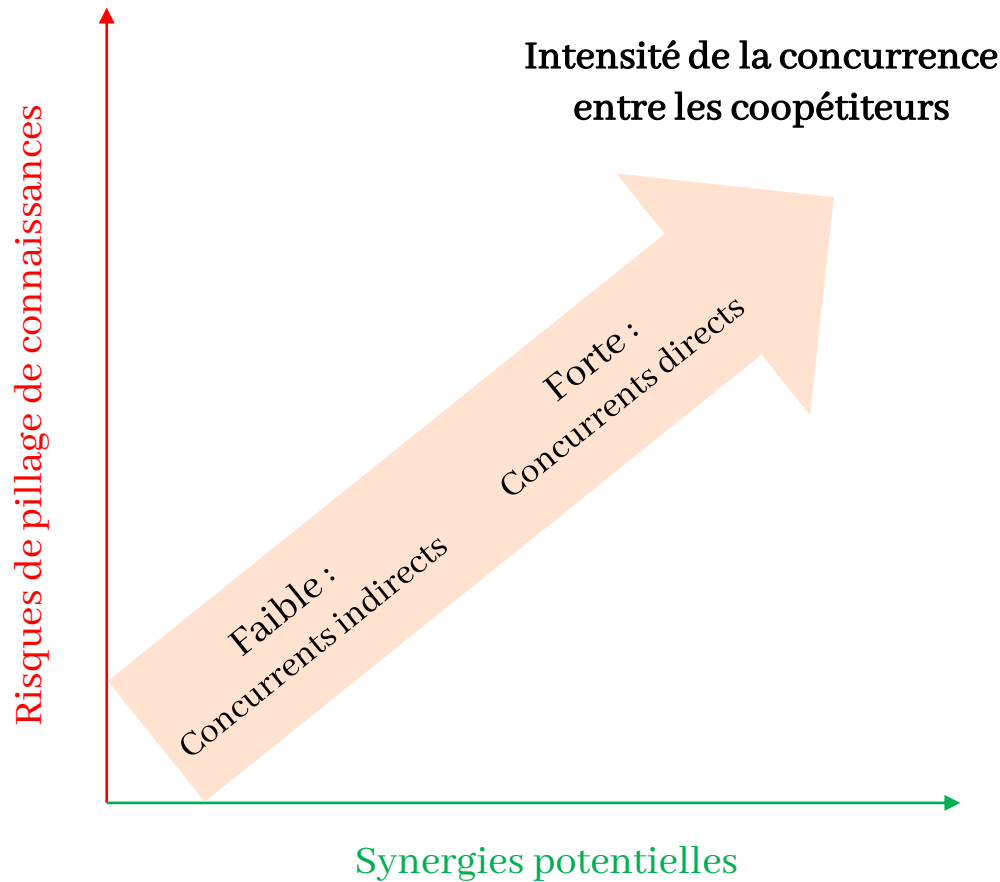 Intensité de la concurrence
entre les coopétiteurs
Risques de pillage de connaissances
Forte :
Concurrents directs
Faible :
Concurrents indirects
Synergies potentielles